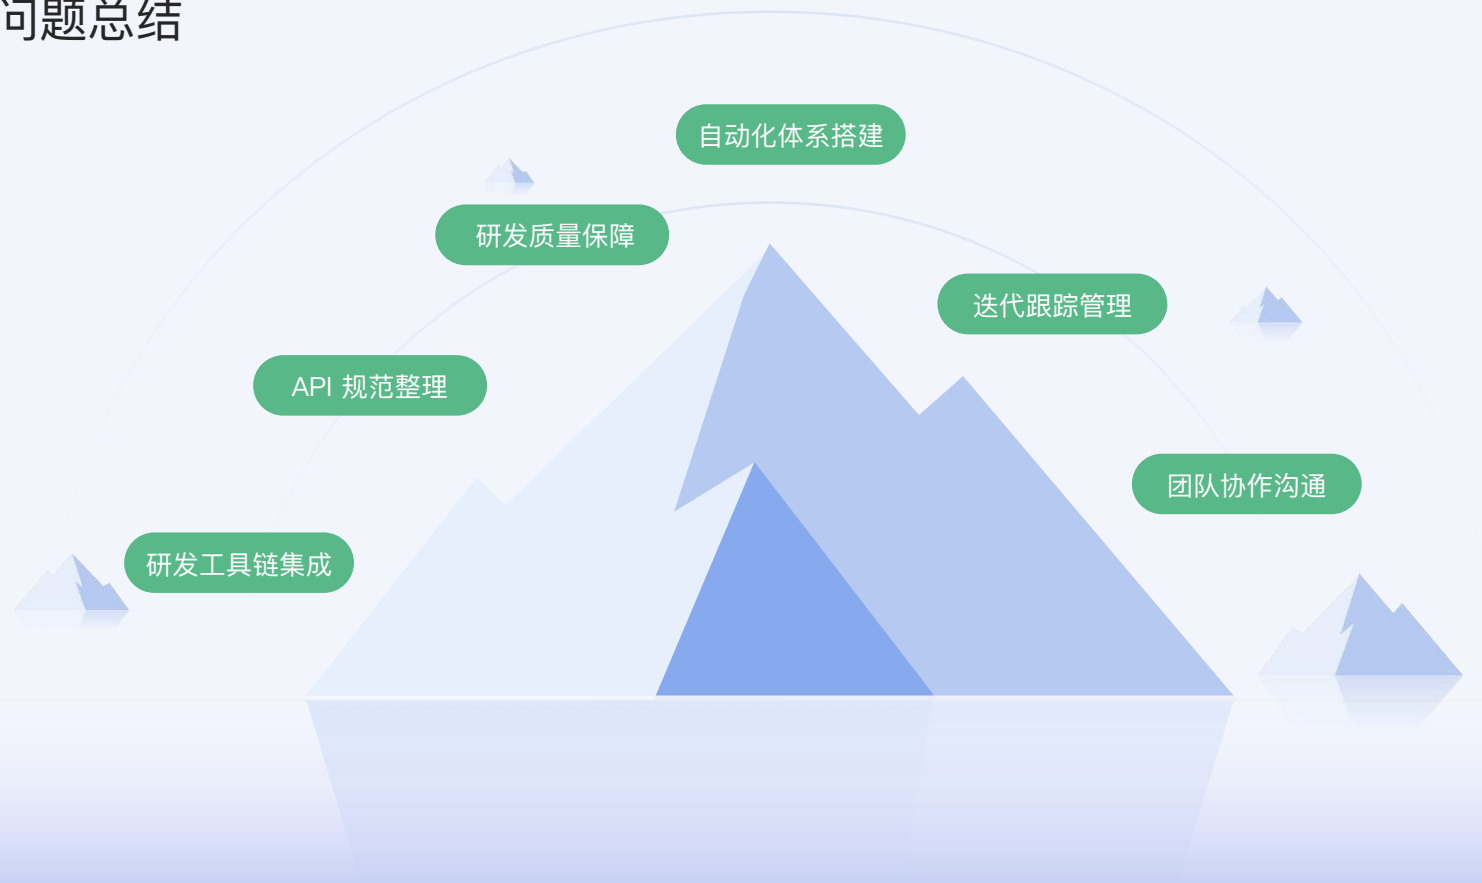 问题总结
自动化体系搭建
研发质量保障
迭代跟踪管理
API 规范整理
团队协作沟通
研发工具链集成